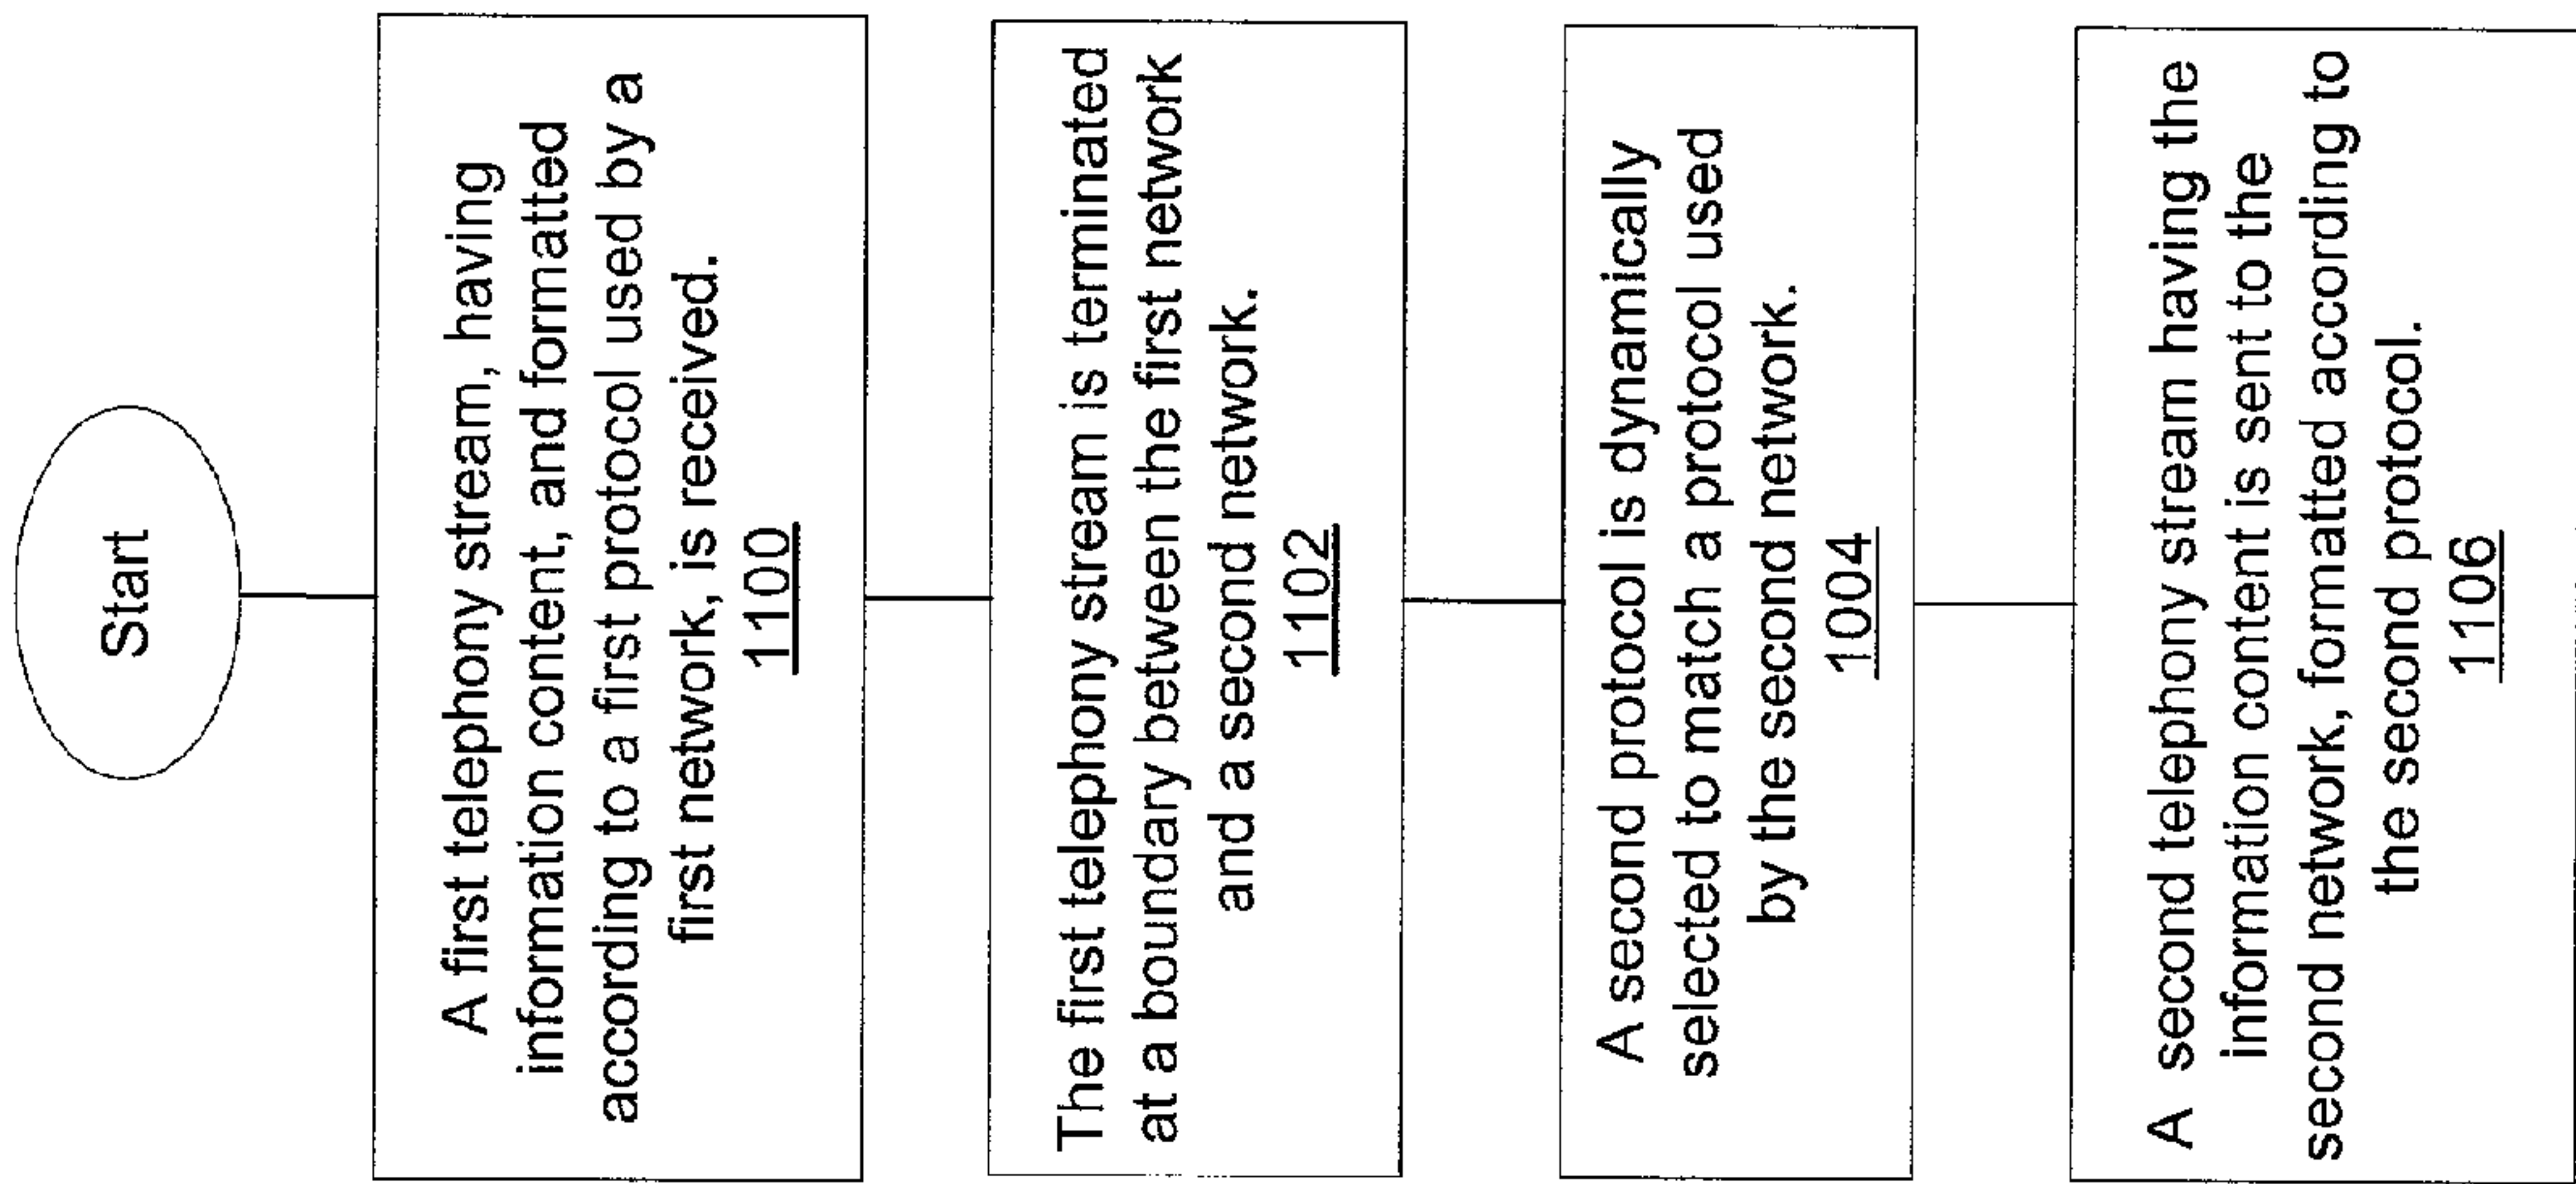 Start
A first telephony stream, having
information content, and formatted
according to a first protocol used by a
first network, is received.
1100
The first telephony stream is terminated
at a boundary between the first network
and a second network.
1102
A second protocol is dynamically
selected to match a protocol used
by the second network.
1004
A second telephony stream having the
information content is sent to the
second network, formatted according to
the second protocol.
1106